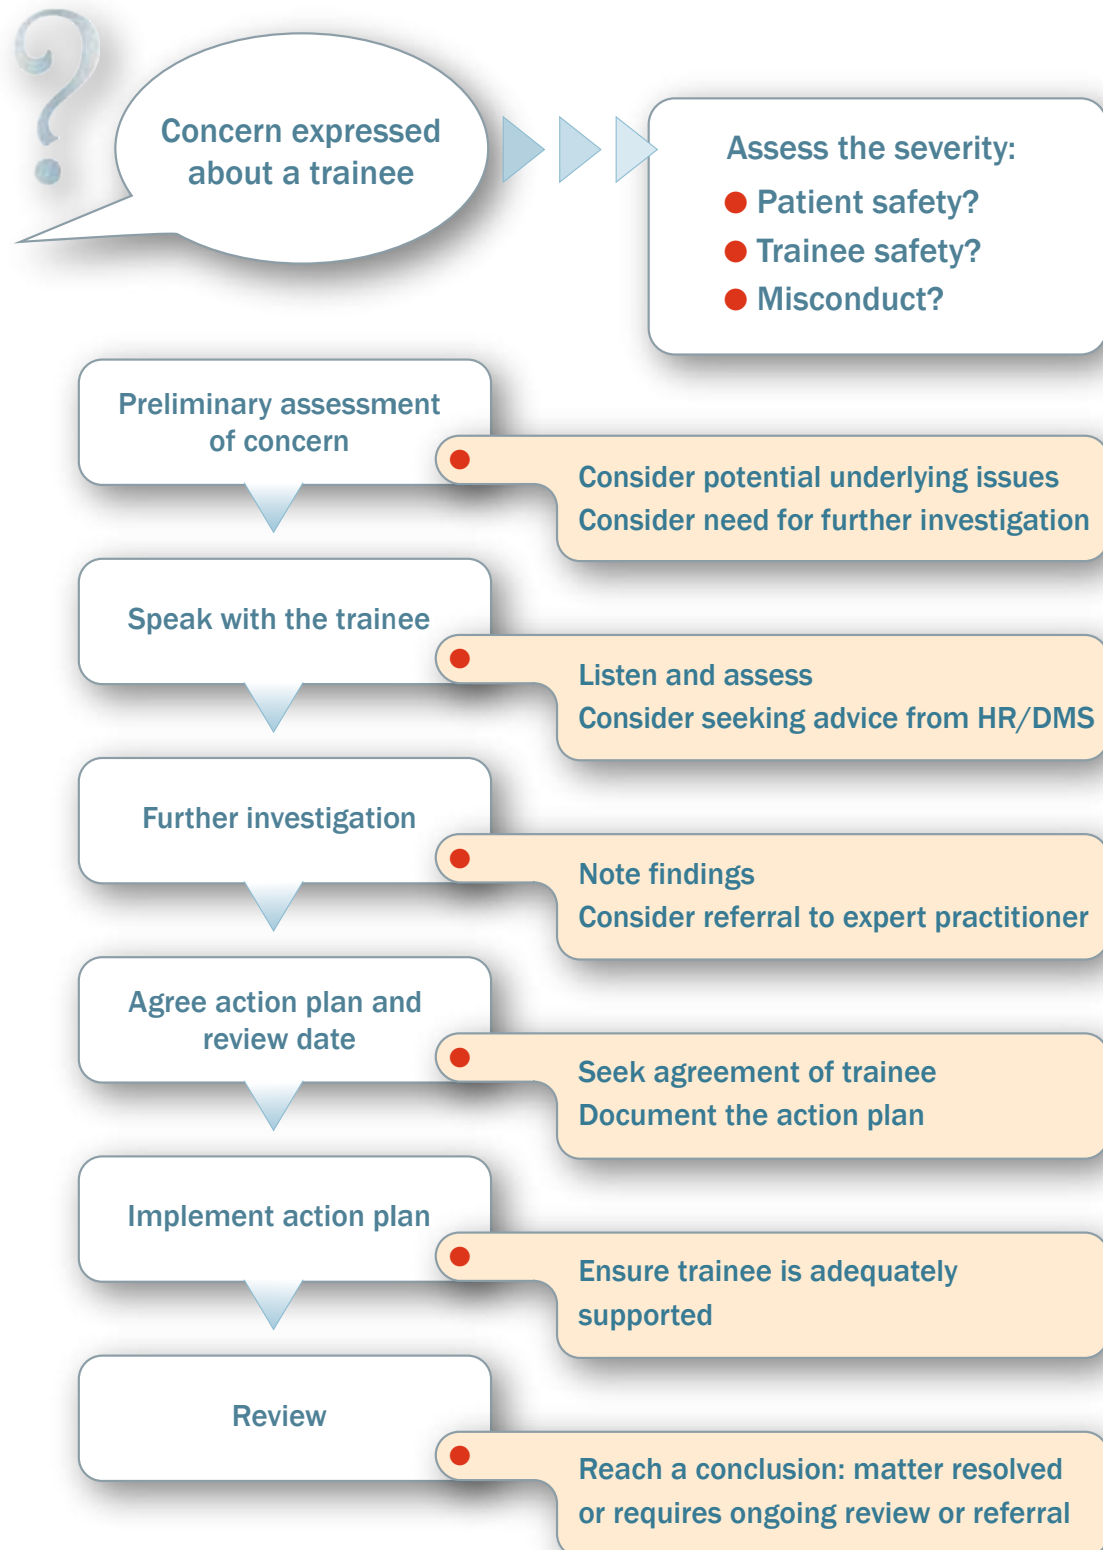 ?
Concern expressed
about a trainee
Assess the severity:
Patient safety?
Trainee safety?
Misconduct?
Preliminary assessment
of concern
Consider potential underlying issues
Consider need for further investigation
Speak with the trainee
Listen and assess
Consider seeking advice from HR/DMS
Further investigation
Note findings
Consider referral to expert practitioner
Agree action plan and
review date
Seek agreement of trainee
Document the action plan
Implement action plan
Ensure trainee is adequately
supported
Review
Reach a conclusion: matter resolved
or requires ongoing review or referral